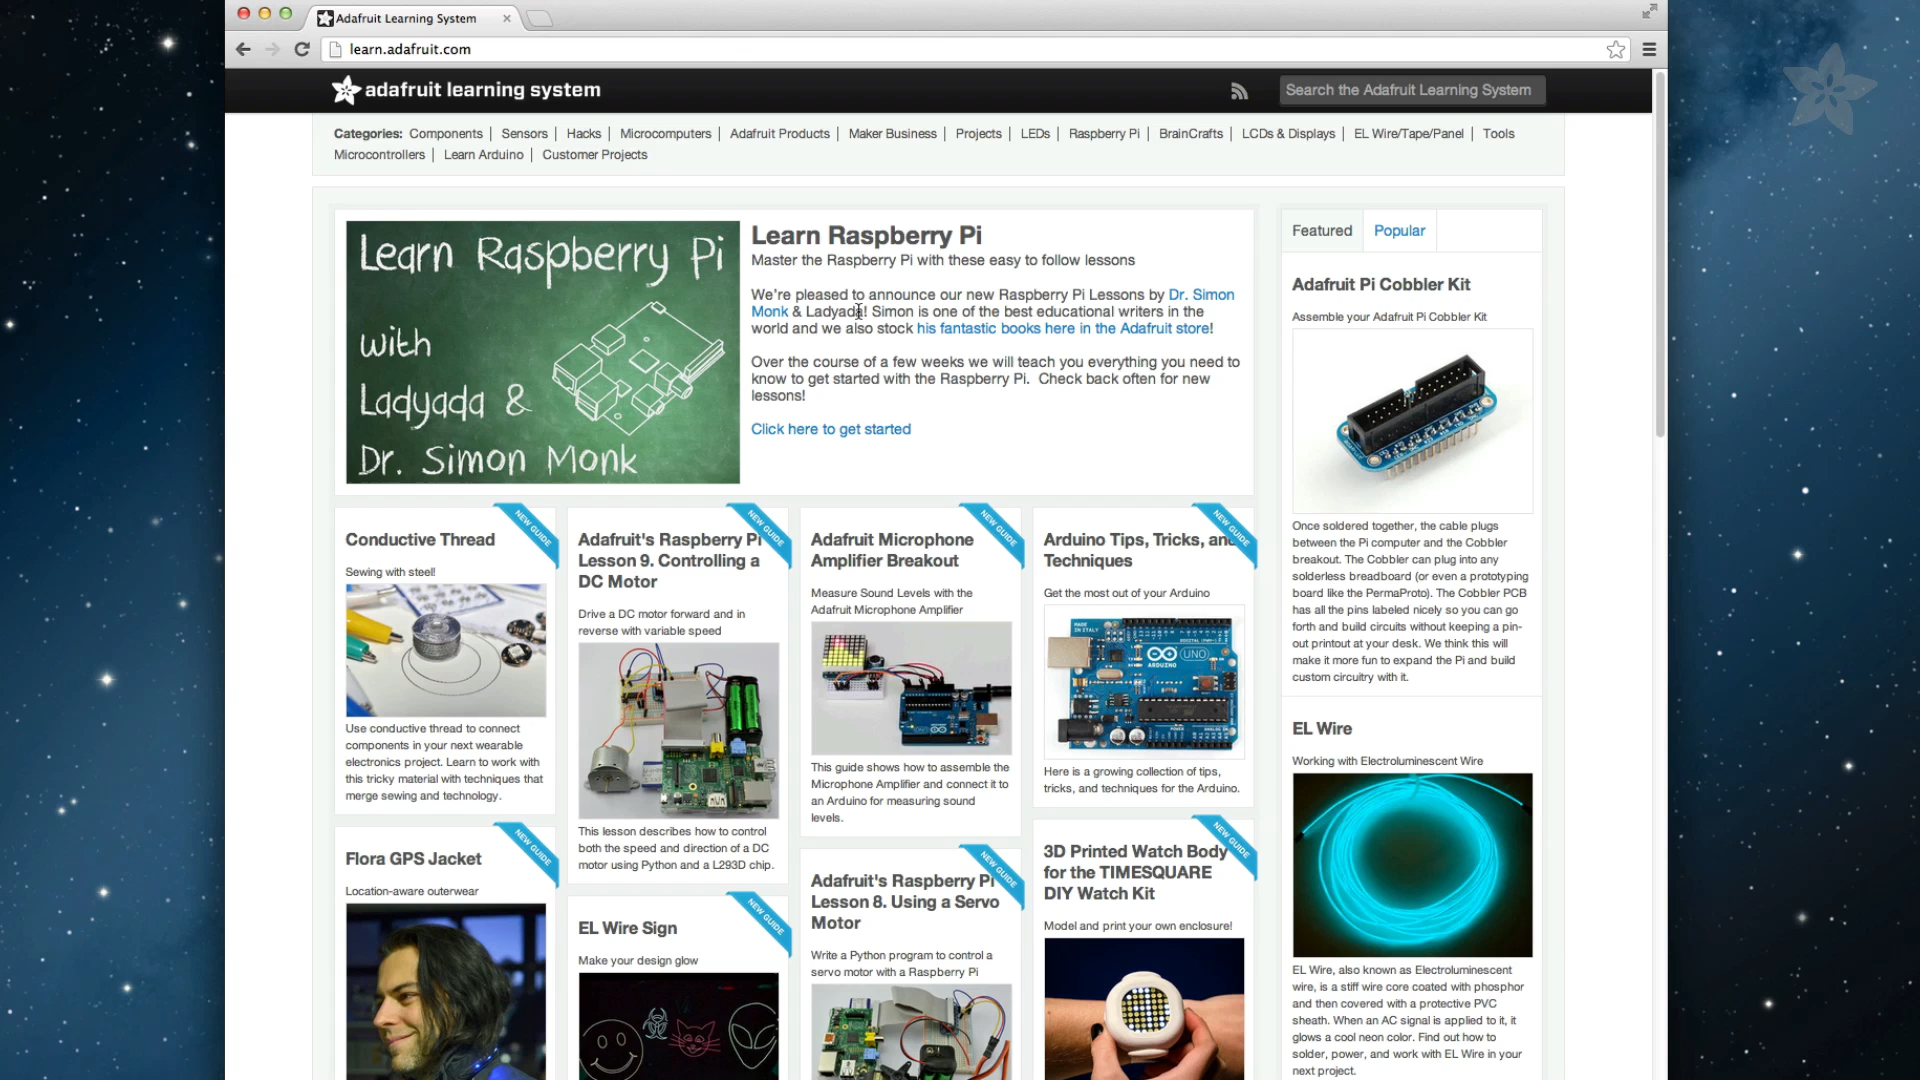 Adafruit Learning System
learn.adafruit.com
adafruit learning system
Search the Adafruit Learning System
Categories: Components | Sensors | Hacks | Microcomputers | Adafruit Products | Maker Business | Projects | LEDs | Raspberry Pi | BrainCrafts | LCDs & Displays | EL Wire/Tape/Panel | Tools
Microcontrollers | Learn Arduino | Customer Projects
Learn Raspberry Pi
with
Ladyada &
Dr. Simon Monk
Learn Raspberry Pi
Master the Raspberry Pi with these easy to follow lessons
We're pleased to announce our new Raspberry Pi Lessons by Dr. Simon
Monk & Ladyada! Simon is one of the best educational writers in the
world and we also stock his fantastic books here in the Adafruit store!
Over the course of a few weeks we will teach you everything you need to
know to get started with the Raspberry Pi. Check back often for new
lessons!
Click here to get started
Featured
Popular
Adafruit Pi Cobbler Kit
Assemble your Adafruit Pi Cobbler Kit
Once soldered together, the cable plugs
between the Pi computer and the Cobbler
breakout. The Cobbler can plug into any
solderless breadboard (or even a prototyping
board like the PermaProto). The Cobbler PCB
has all the pins labeled nicely so you can go
forth and build circuits without keeping a pin-
out printout at your desk. We think this will
make it more fun to expand the Pi and build
custom circuitry with it.
EL Wire
Working with Electroluminescent Wire
EL Wire, also known as Electroluminescent
wire, is a stiff wire core coated with phosphor
and then covered with a protective PVC
sheath. When an AC signal is applied to it, it
glows a cool neon color. Find out how to
solder, power, and work with EL Wire in your
next project.
NEW GUIDE
Conductive Thread
Sewing with steel!
Use conductive thread to connect
components in your next wearable
electronics project. Learn to work with
this tricky material with techniques that
merge sewing and technology.
NEW GUIDE
Flora GPS Jacket
Location-aware outerwear
NEW GUIDE
Adafruit's Raspberry Pi
Lesson 9. Controlling a
DC Motor
Drive a DC motor forward and in
reverse with variable speed
This lesson describes how to control
both the speed and direction of a DC
motor using Python and a L293D chip.
NEW GUIDE
EL Wire Sign
Make your design glow
NEW GUIDE
Adafruit Microphone
Amplifier Breakout
Measure Sound Levels with the
Adafruit Microphone Amplifier
This guide shows how to assemble the
Microphone Amplifier and connect it to
an Arduino for measuring sound
levels.
NEW GUIDE
Adafruit's Raspberry Pi
Lesson 8. Using a Servo
Motor
Write a Python program to control a
servo motor with a Raspberry Pi
NEW GUIDE
Arduino Tips, Tricks, and
Techniques
Get the most out of your Arduino
MADE
IN ITALY
UNO
ARDUINO
Here is a growing collection of tips,
tricks, and techniques for the Arduino.
NEW GUIDE
3D Printed Watch Body
for the TIMESQUARE
DIY Watch Kit
Model and print your own enclosure!